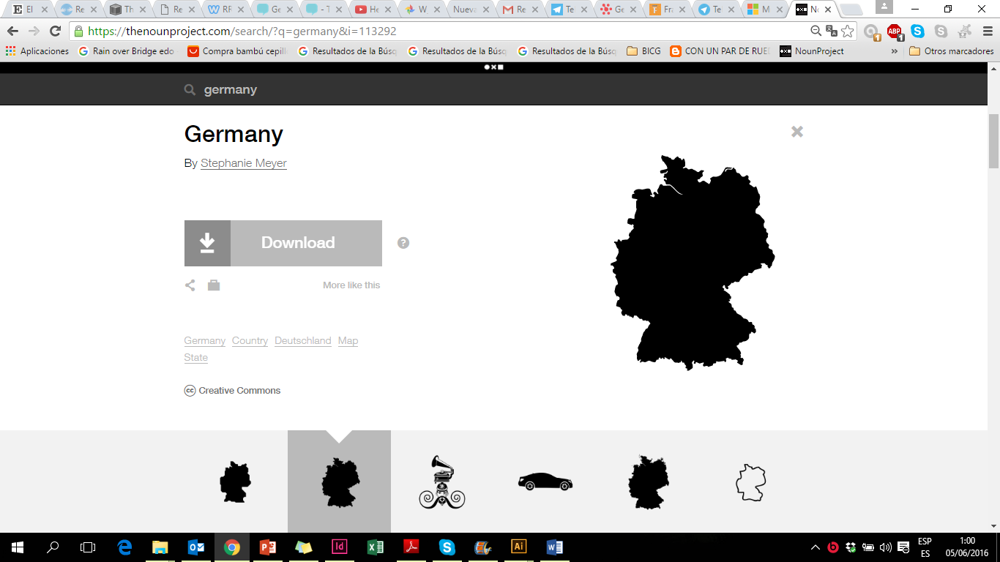 El Re Th Re RF Ge - T He W Nueva Re Te Ge Fro Te M No
https://thenounproject.com/search/?q=germany&i=113292
Aplicaciones Rain over Bridge edo Compra bambú cepill Resultados de la Búsq Resultados de la Búsq Resultados de la Búsq BICG CON UN PAR DE RUED NounProject » Otros marcadores
germany
Germany
By Stephanie Meyer
Download ?
More like this
Germany Country Deutschland Map
State
cc Creative Commons
ESP
ES
1:00
05/06/2016